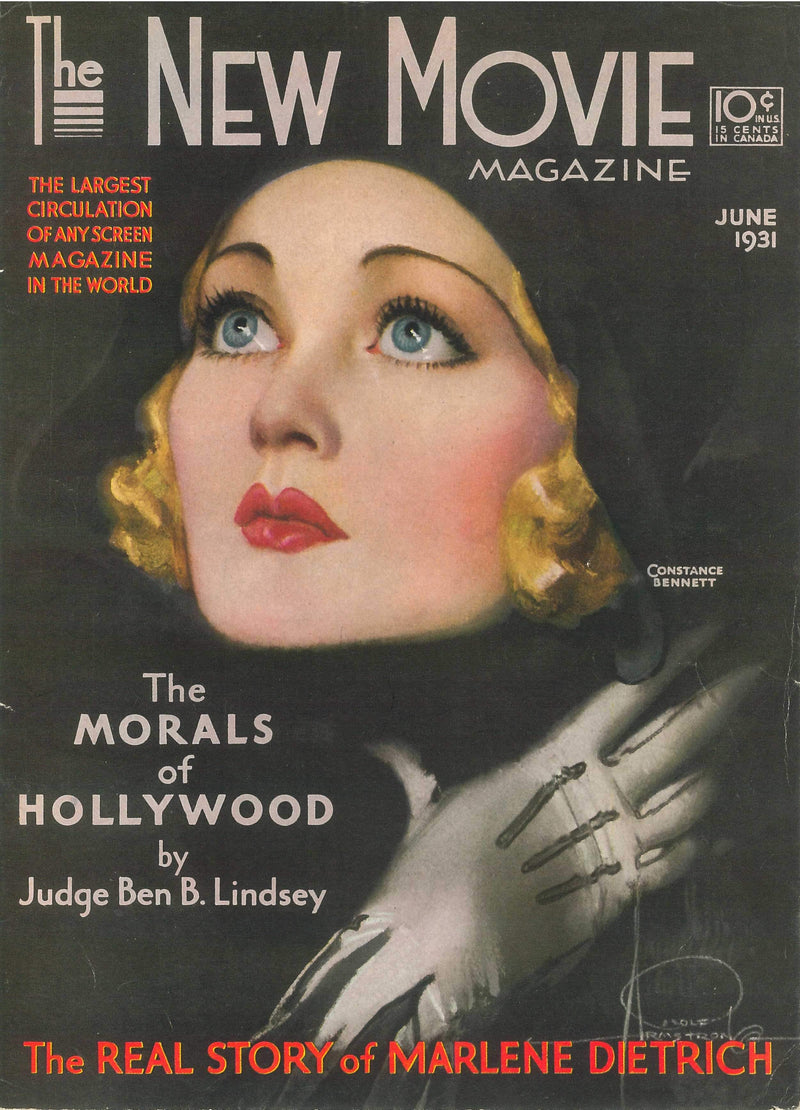 The NEW MOVIE
MAGAZINE
10¢
IN U.S.
15 CENTS
IN CANADA
THE LARGEST
CIRCULATION
OF ANY SCREEN
MAGAZINE
IN THE WORLD
JUNE
1931
CONSTANCE
BENNETT
The
MORALS
of
HOLLYWOOD
by
Judge Ben B. Lindsey
The REAL STORY of MARLENE DIETRICH